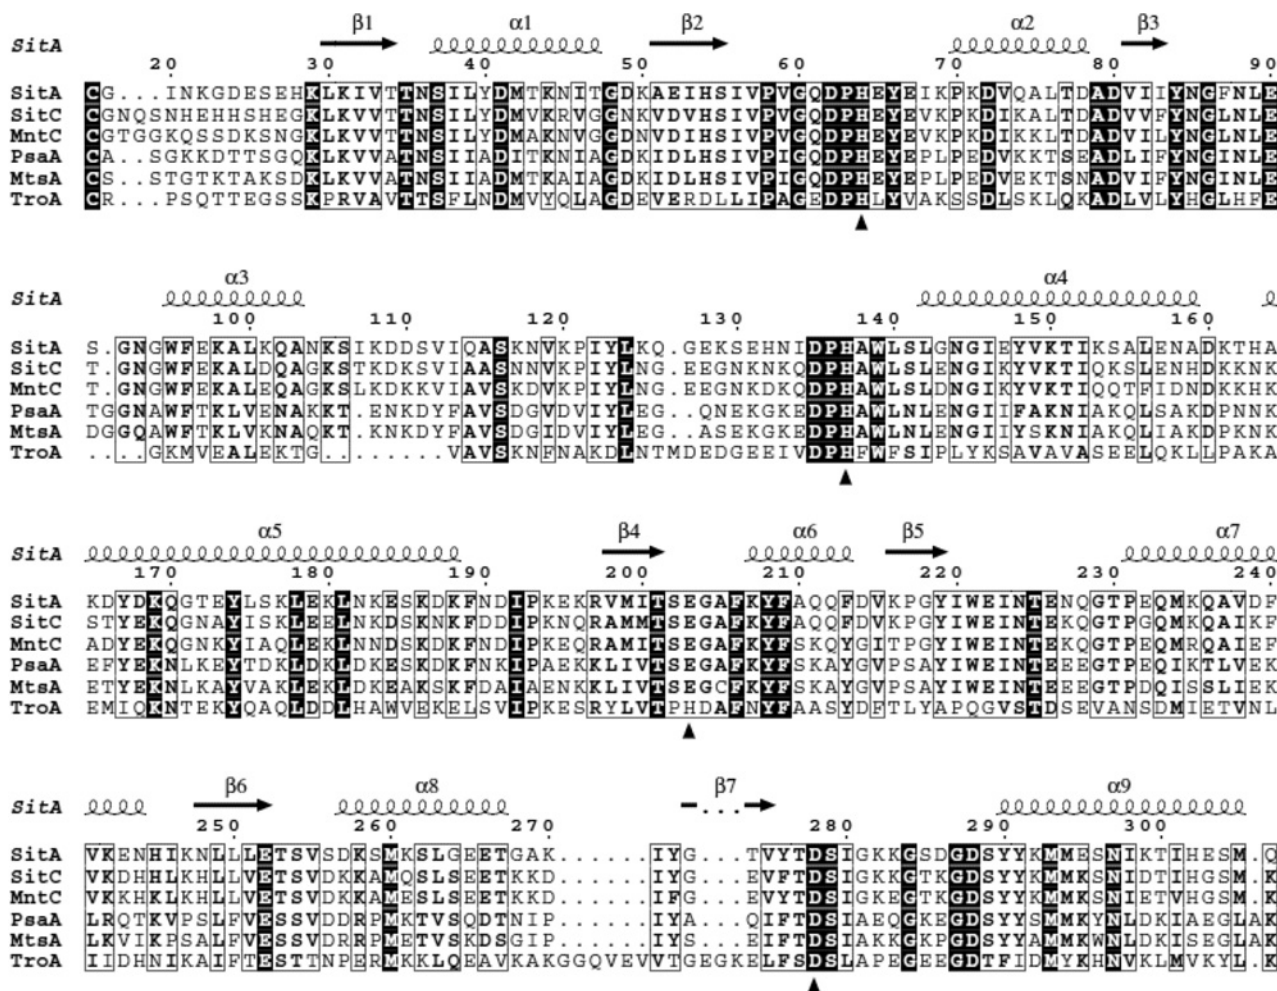 β1 α1 β2 α2 β3
SitA
20 30 40 50 60 70 80 90
SitA CG...INKGDESEHKLKIVTTNSILYDMTKNITGDKAEIHSIVPVGQDPHEYEIKPKDVQALTDADVIIYNGFNLE
SitC CGNQSNHEHHSHEGKLKVVTTNSILYDMVKRVGGNKVDVHSIVPVGQDPHEYEVKPKDIKALTDADVVFYNGLNLE
MntC CGTGGKQSSDKSNGKLKVVTTNSILYDMAKNVGGDNVDIHSIVPVGQDPHEYEVKPKDIKKLTDADVILYNGLNLE
PsaA CA..SGKKDTTSGQKLKVVATNSIIADITKNIAGDKIDLHSIVPIGQDPHEYEPLPEDVKKTSEADLIFYNGINLE
MtsA CS..STGTKTAKSDKLKVVATNSIIADMTKAIAGDKIDLHSIVPIGQDPHEYEPLPEDVEKTSNADVIFYNGINLE
TroA CR...PSQTTEGSSKPRVAVTTSFLNDMVYQLAGDEVERDLLIPAGEDPHLYVAKSSDLSKLQKADLVLYHGLHFE
α3 α4
SitA
100 110 120 130 140 150 160
SitA S.GNGWFEKALKQANKSIKDDSVIQASKNVKPIYLKQ.GEKSEHNIDPHAWLSLGNGIEYVKTIKSALENADKTHA
SitC T.GNGWFEKALDQAGKSTKDKSVIAASNNVKPIYLNG.EEGNKNKQDPHAWLSLENGIKYVKTIQKSLENHDKKNK
MntC T.GNGWFEKALEQAGKSLKDKKVIAVSKDVKPIYLNG.EEGNKDKQDPHAWLSLDNGIKYVKTIQQTFIDNDKKHK
PsaA TGGNAWFTKLVENAKKT.ENKDYFAVSDGVDVIYLEG..QNEKGKEDPHAWLNLENGIIFAKNIAKQLSAKDPNNK
MtsA DGGQAWFTKLVKNAQKT.KNKDYFAVSDGIDVIYLEG..ASEKGKEDPHAWLNLENGIIYSKNIAKQLIAKDPKNK
TroA ...GKMVEALEKTG.......VAVSKNFNAKDLNTMDEDGEEIVDPHFWFSIPLYKSAVAVASEELQKLLPAKA
α5 β4 α6 β5 α7
SitA
170 180 190 200 210 220 230 240
SitA KDYDKQGTEYLSKLEKLNKESKDKFNDIPKEKRVMITSEGAFKYFAQQFDVKPGYIWEINTENQGTPEQMKQAVDF
SitC STYEKQGNAYISKLEELNKDSKNKFDDIPKNQRAMMTSEGAFKYFAQQFDVKPGYIWEINTEKQGTPGQMKQAIKF
MntC ADYEKQGNKYIAQLEKLNNDSKDKFNDIPKEQRAMITSEGAFKYFSKQYGITPGYIWEINTEKQGTPEQMRQAIEF
PsaA EFYEKNLKEYTDKLDKLDKESKDKFNKIPAEKKLIVTSEGAFKYFSKAYGVPSAYIWEINTEEEGTPEQIKTLVEK
MtsA ETYEKNLKAYVAKLEKLDKEAKSKFDAIAENKKLIVTSEGCFKYFSKAYGVPSAYIWEINTEEEGTPDQISSLIEK
TroA EMIQKNTEKYQAQLDDLHAWVEKELSVIPKESRYLVTPHDAFNYFAASYDFTLYAPQGVSTDSEVANSDMIETVNL
β6 α8 β7 α9
SitA
250 260 270 280 290 300
SitA VKENHIKNLLLETSVSDKSMKSLGEETGAK......IYG...TVYTDSIGKKGSDGDSYYKMMESNIKTIHESM.Q
SitC VKDHHLKHLLVETSVDKKAMQSLSEETKKD......IYG...EVFTDSIGKEGTKGDSYYKMMKSNIDTIHGSM.K
MntC VKKHKLKHLLVETSVDKKAMESLSEETKKD......IFG...EVYTDSIGKEGTKGDSYYKMMKSNIETVHGSM.K
PsaA LRQTKVPSLFVESSVDDRPMKTVSQDTNIP......IYA...QIFTDSIAEQGKEGDSYYSMMKYNLDKIAEGLAK
MtsA LKVIKPSALFVESSVDRRPMETVSKDSGIP......IYS...EIFTDSIAKKGKPGDSYYAMMKWNLDKISEGLAK
TroA IIDHNIKAIFTESTTNPERMKKLQEAVKAKGGQVEVVTGEGKELFSDSLAPEGEEGDTFIDMYKHNVKLMVKYL.K